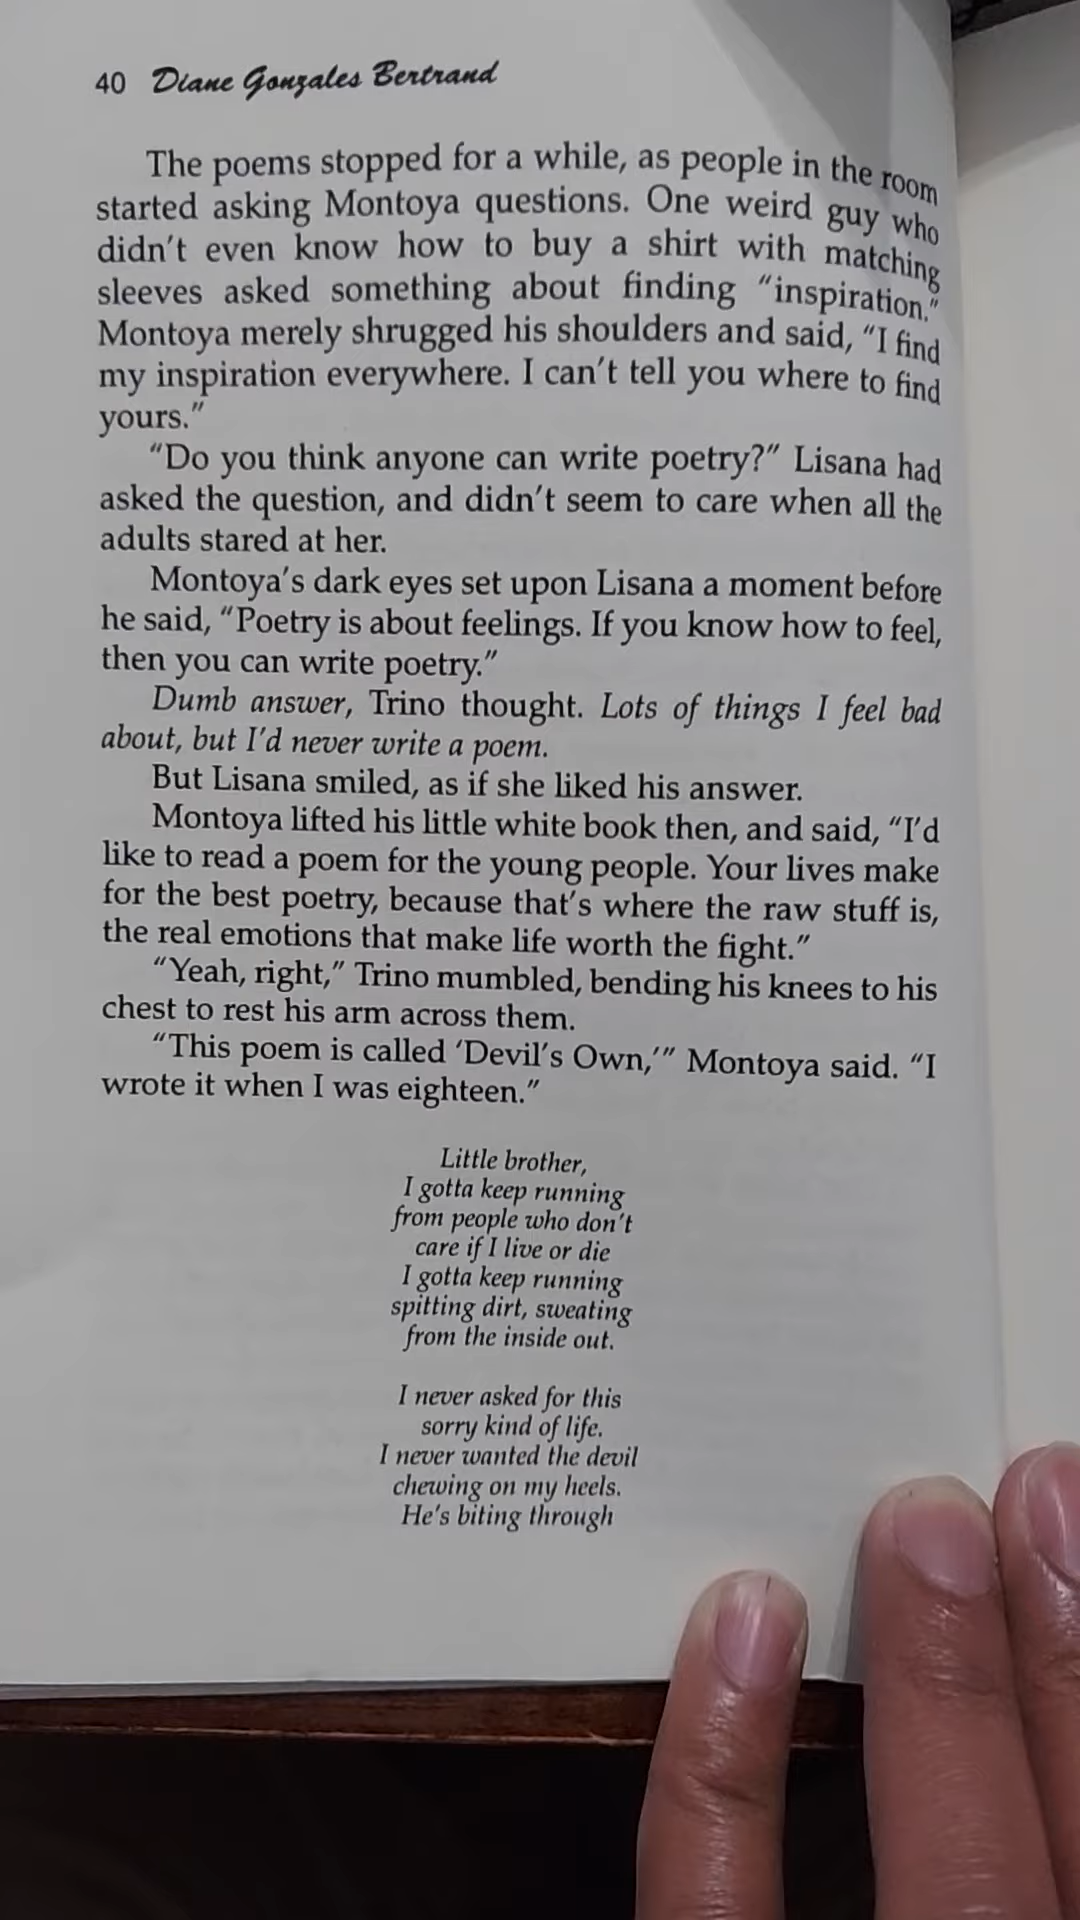 40 Diane Gonzales Bertrand
The poems stopped for a while, as people in the room
started asking Montoya questions. One weird guy who
didn't even know how to buy a shirt with matching
sleeves asked something about finding “inspiration.”
Montoya merely shrugged his shoulders and said, “I find
my inspiration everywhere. I can't tell you where to find
yours.”
“Do you think anyone can write poetry?” Lisana had
asked the question, and didn't seem to care when all the
adults stared at her.
Montoya's dark eyes set upon Lisana a moment before
he said, “Poetry is about feelings. If you know how to feel,
then you can write poetry.”
Dumb answer, Trino thought. Lots of things I feel bad
about, but I'd never write a poem.
But Lisana smiled, as if she liked his answer.
Montoya lifted his little white book then, and said, “I'd
like to read a poem for the young people. Your lives make
for the best poetry, because that's where the raw stuff is,
the real emotions that make life worth the fight.”
“Yeah, right,” Trino mumbled, bending his knees to his
chest to rest his arm across them.
“This poem is called ‘Devil's Own,’” Montoya said. “I
wrote it when I was eighteen.”
Little brother,
I gotta keep running
from people who don't
care if I live or die
I gotta keep running
spitting dirt, sweating
from the inside out.
I never asked for this
sorry kind of life.
I never wanted the devil
chewing on my heels.
He's biting through